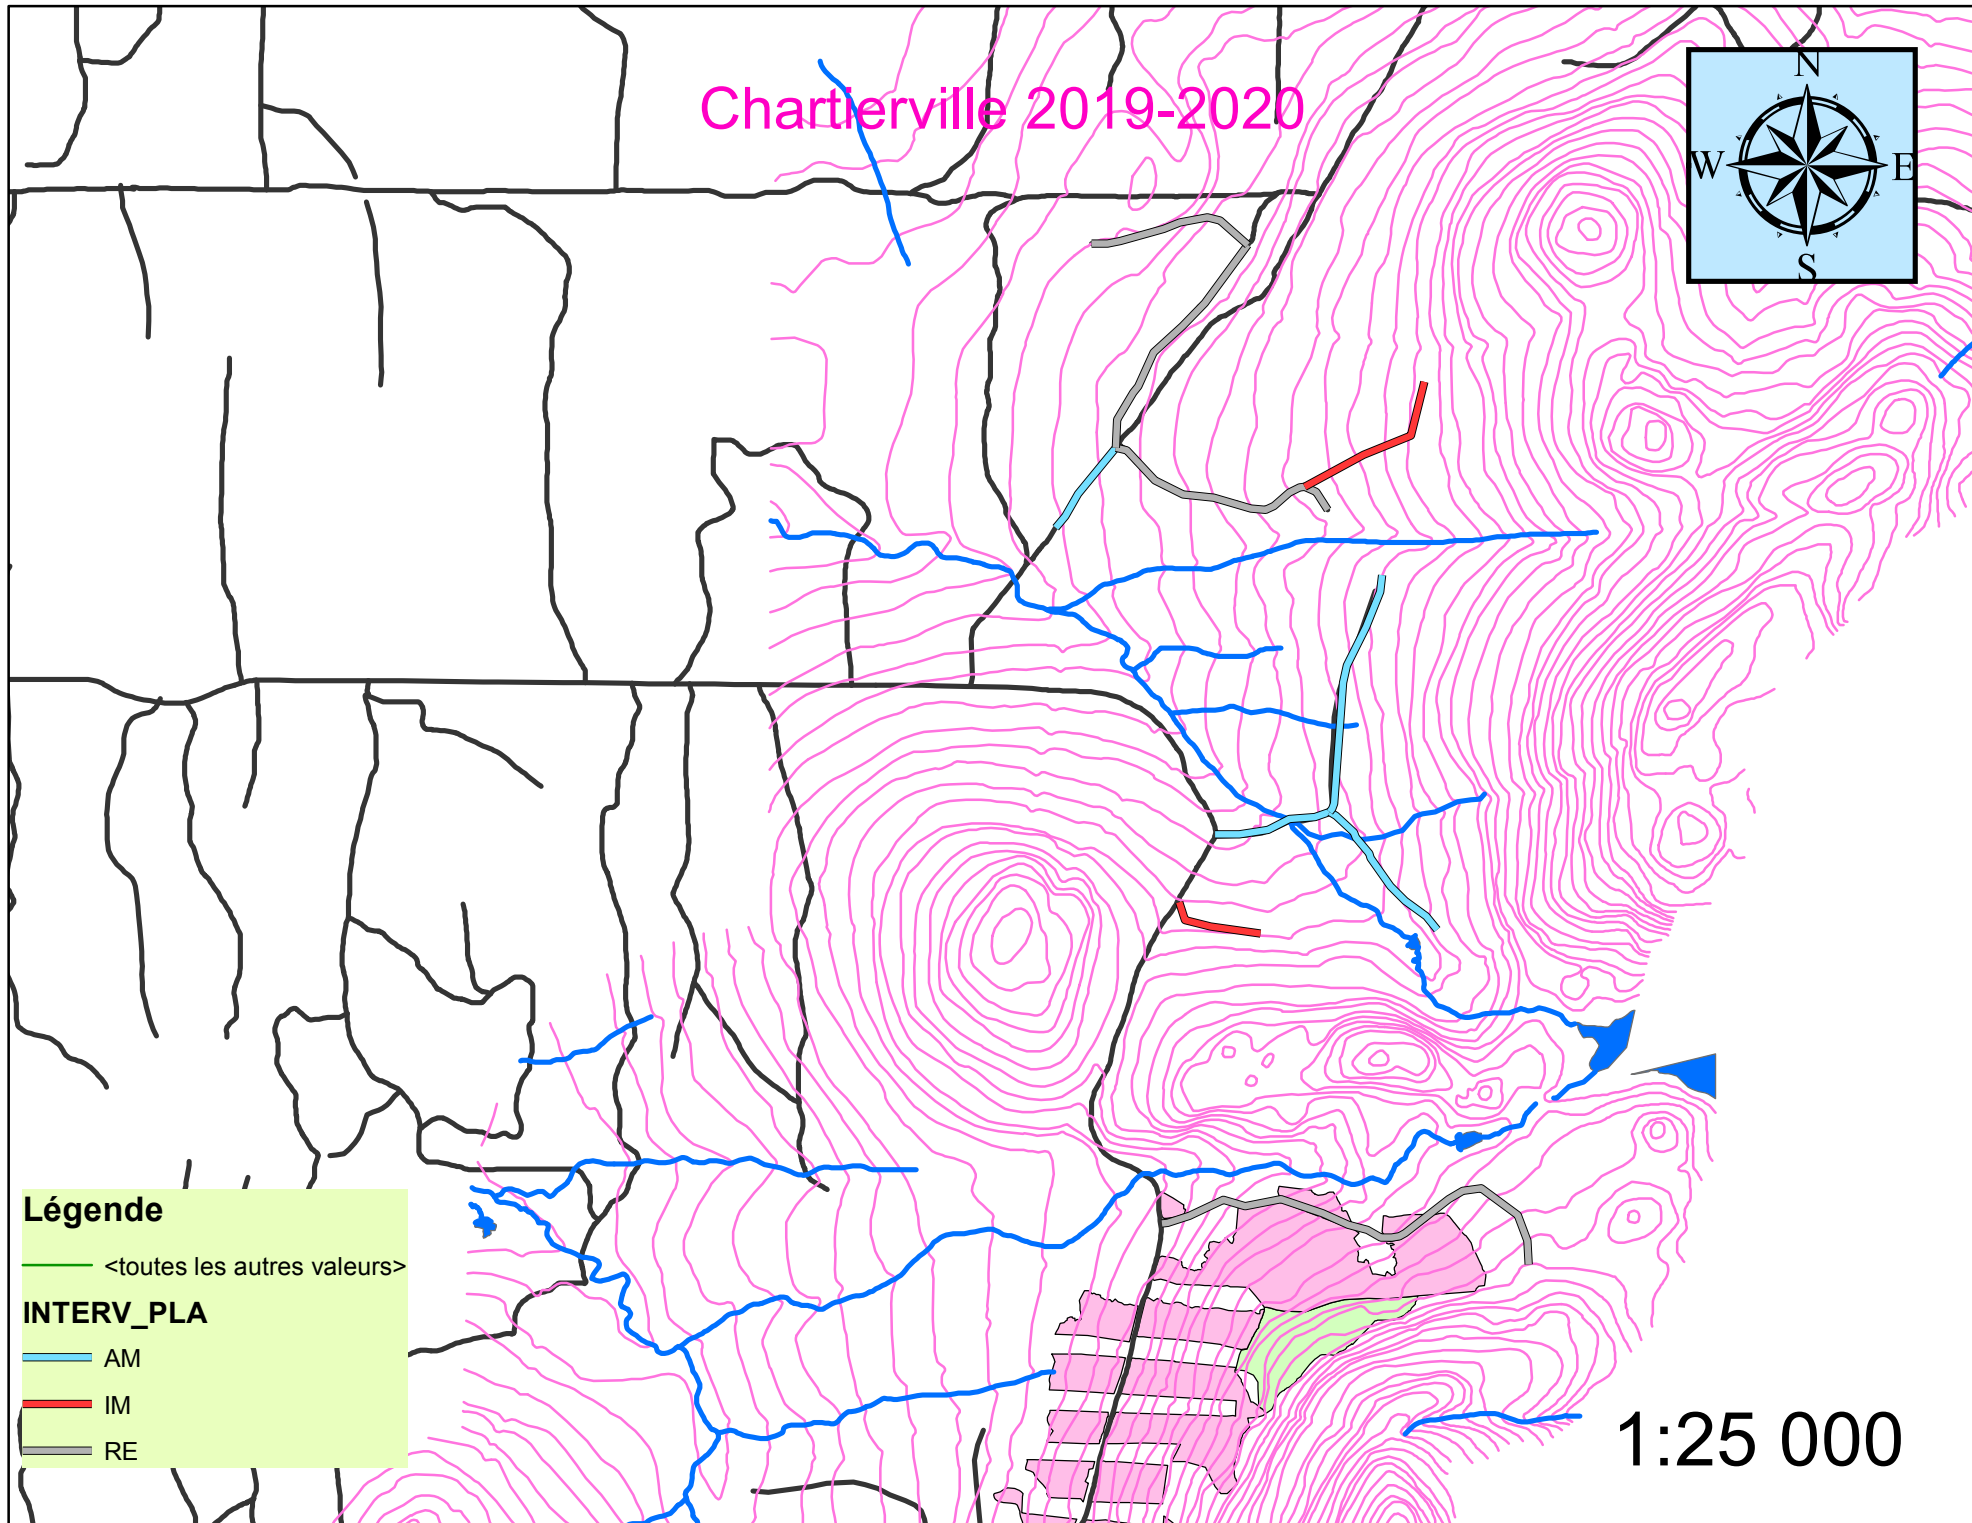 Chartierville 2019-2020
N
W E
S
Légende
<toutes les autres valeurs>
INTERV_PLA
AM
IM
RE
1:25 000